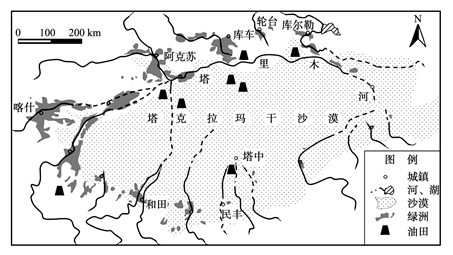 轮台
库尔勒
库车
N
0 100 200 km
阿克苏
塔 里 木 河
喀什
塔 克 拉 玛 干 沙 漠
塔中
和田
民丰
图 例
城镇
河、湖
沙漠
绿洲
油田